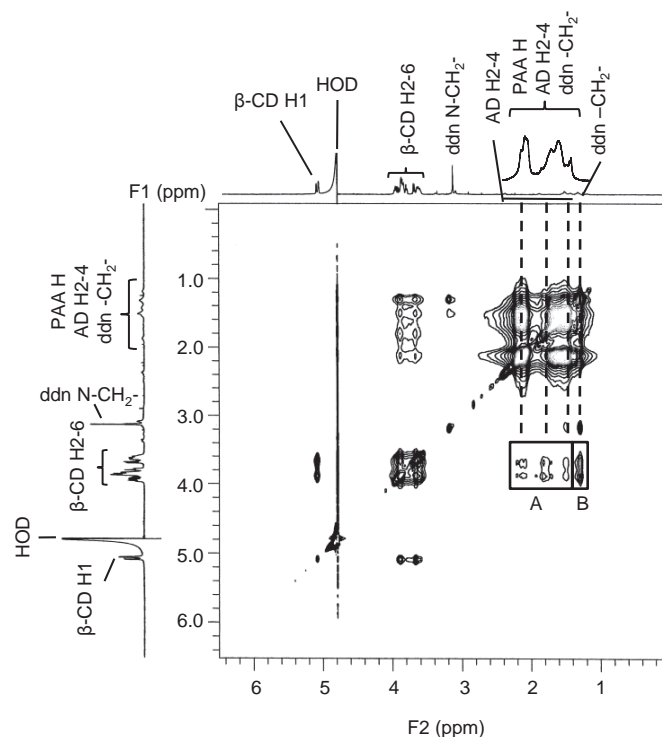 β-CD H1
HOD
β-CD H2-6
ddn N-CH₂-
AD H2-4
PAA H
AD H2-4
ddn -CH₂-
ddn –CH₂-
F1 (ppm)
PAA H
AD H2-4
ddn -CH₂-
ddn N-CH₂-
β-CD H2-6
HOD
β-CD H1
1.0
2.0
3.0
4.0
5.0
6.0
A
B
6
5
4
3
2
1
F2 (ppm)